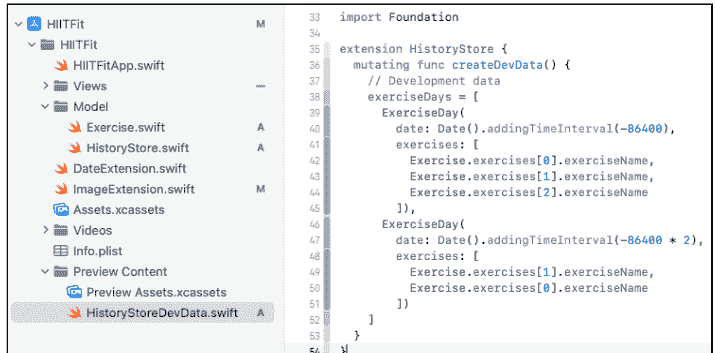 HIITFit M
HIITFit
HIITFitApp.swift
Views
Model
Exercise.swift A
HistoryStore.swift A
DateExtension.swift
ImageExtension.swift M
Assets.xcassets
Videos
Info.plist
Preview Content
Preview Assets.xcassets
HistoryStoreDevData.swift A
33 import Foundation
34
35 extension HistoryStore {
36 mutating func createDevData() {
37 // Development data
38 exerciseDays = [
39 ExerciseDay(
40 date: Date().addingTimeInterval(-86400),
41 exercises: [
42 Exercise.exercises[0].exerciseName,
43 Exercise.exercises[1].exerciseName,
44 Exercise.exercises[2].exerciseName
45 ]),
46 ExerciseDay(
47 date: Date().addingTimeInterval(-86400 * 2),
48 exercises: [
49 Exercise.exercises[1].exerciseName,
50 Exercise.exercises[0].exerciseName
51 ])
52 ]
53 }
54 }